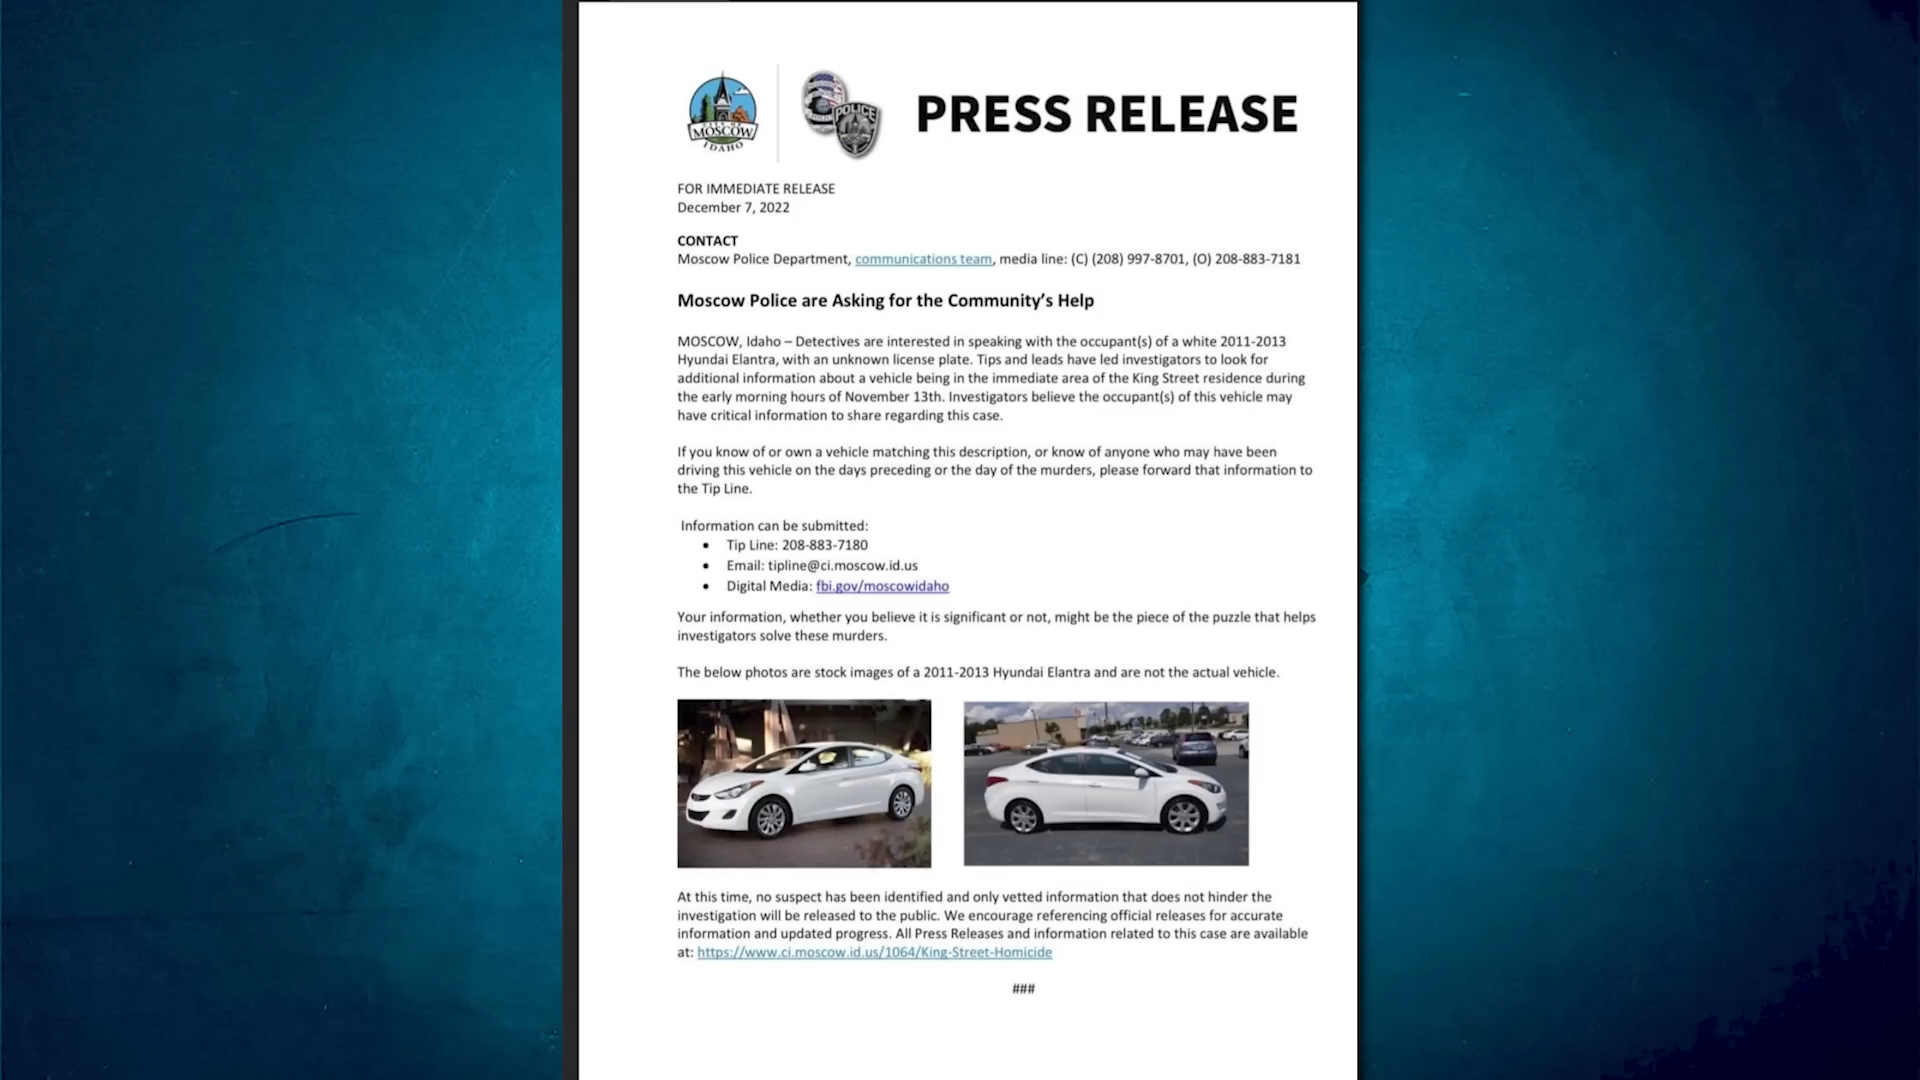 CITY OF
MOSCOW
IDAHO
POLICE
PRESS RELEASE
FOR IMMEDIATE RELEASE
December 7, 2022
CONTACT
Moscow Police Department, communications team, media line: (C) (208) 997-8701, (O) 208-883-7181
Moscow Police are Asking for the Community’s Help
MOSCOW, Idaho – Detectives are interested in speaking with the occupant(s) of a white 2011-2013
Hyundai Elantra, with an unknown license plate. Tips and leads have led investigators to look for
additional information about a vehicle being in the immediate area of the King Street residence during
the early morning hours of November 13th. Investigators believe the occupant(s) of this vehicle may
have critical information to share regarding this case.
If you know of or own a vehicle matching this description, or know of anyone who may have been
driving this vehicle on the days preceding or the day of the murders, please forward that information to
the Tip Line.
Information can be submitted:
• Tip Line: 208-883-7180
• Email: tipline@ci.moscow.id.us
• Digital Media: fbi.gov/moscowidaho
Your information, whether you believe it is significant or not, might be the piece of the puzzle that helps
investigators solve these murders.
The below photos are stock images of a 2011-2013 Hyundai Elantra and are not the actual vehicle.
At this time, no suspect has been identified and only vetted information that does not hinder the
investigation will be released to the public. We encourage referencing official releases for accurate
information and updated progress. All Press Releases and information related to this case are available
at: https://www.ci.moscow.id.us/1064/King-Street-Homicide
###